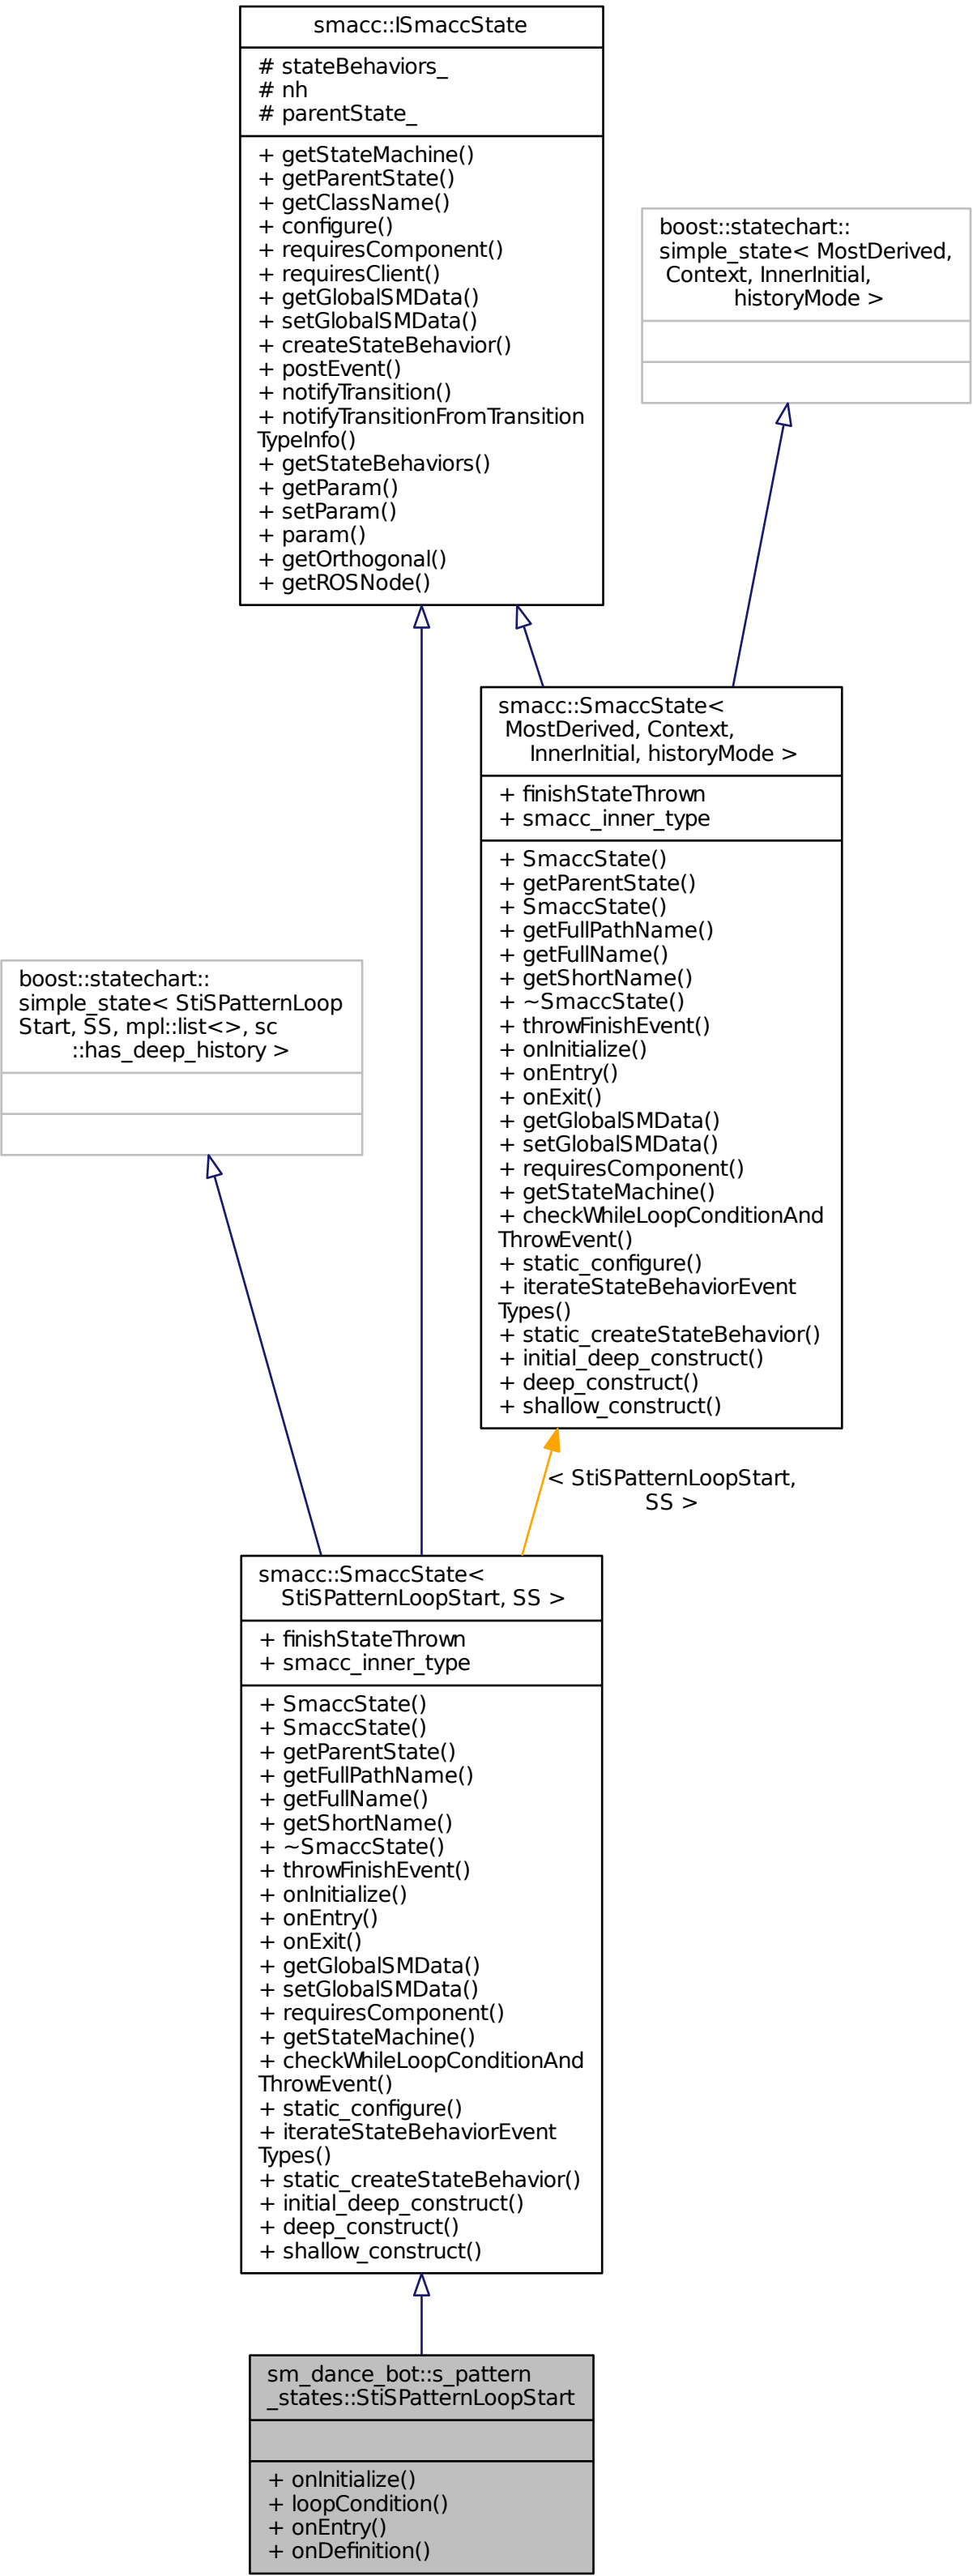 smacc::ISmaccState
# stateBehaviors_
# nh
# parentState_
+ getStateMachine()
+ getParentState()
+ getClassName()
+ configure()
+ requiresComponent()
+ requiresClient()
+ getGlobalSMData()
+ setGlobalSMData()
+ createStateBehavior()
+ postEvent()
+ notifyTransition()
+ notifyTransitionFromTransition
TypeInfo()
+ getStateBehaviors()
+ getParam()
+ setParam()
+ param()
+ getOrthogonal()
+ getROSNode()
boost::statechart::
simple_state< MostDerived,
Context, InnerInitial,
historyMode >
smacc::SmaccState<
MostDerived, Context,
InnerInitial, historyMode >
+ finishStateThrown
+ smacc_inner_type
+ SmaccState()
+ getParentState()
+ SmaccState()
+ getFullPathName()
+ getFullName()
+ getShortName()
+ ~SmaccState()
+ throwFinishEvent()
+ onInitialize()
+ onEntry()
+ onExit()
+ getGlobalSMData()
+ setGlobalSMData()
+ requiresComponent()
+ getStateMachine()
+ checkWhileLoopConditionAnd
ThrowEvent()
+ static_configure()
+ iterateStateBehaviorEvent
Types()
+ static_createStateBehavior()
+ initial_deep_construct()
+ deep_construct()
+ shallow_construct()
boost::statechart::
simple_state< StiSPatternLoop
Start, SS, mpl::list<>, sc
::has_deep_history >
< StiSPatternLoopStart,
SS >
smacc::SmaccState<
StiSPatternLoopStart, SS >
+ finishStateThrown
+ smacc_inner_type
+ SmaccState()
+ SmaccState()
+ getParentState()
+ getFullPathName()
+ getFullName()
+ getShortName()
+ ~SmaccState()
+ throwFinishEvent()
+ onInitialize()
+ onEntry()
+ onExit()
+ getGlobalSMData()
+ setGlobalSMData()
+ requiresComponent()
+ getStateMachine()
+ checkWhileLoopConditionAnd
ThrowEvent()
+ static_configure()
+ iterateStateBehaviorEvent
Types()
+ static_createStateBehavior()
+ initial_deep_construct()
+ deep_construct()
+ shallow_construct()
sm_dance_bot::s_pattern
_states::StiSPatternLoopStart
+ onInitialize()
+ loopCondition()
+ onEntry()
+ onDefinition()